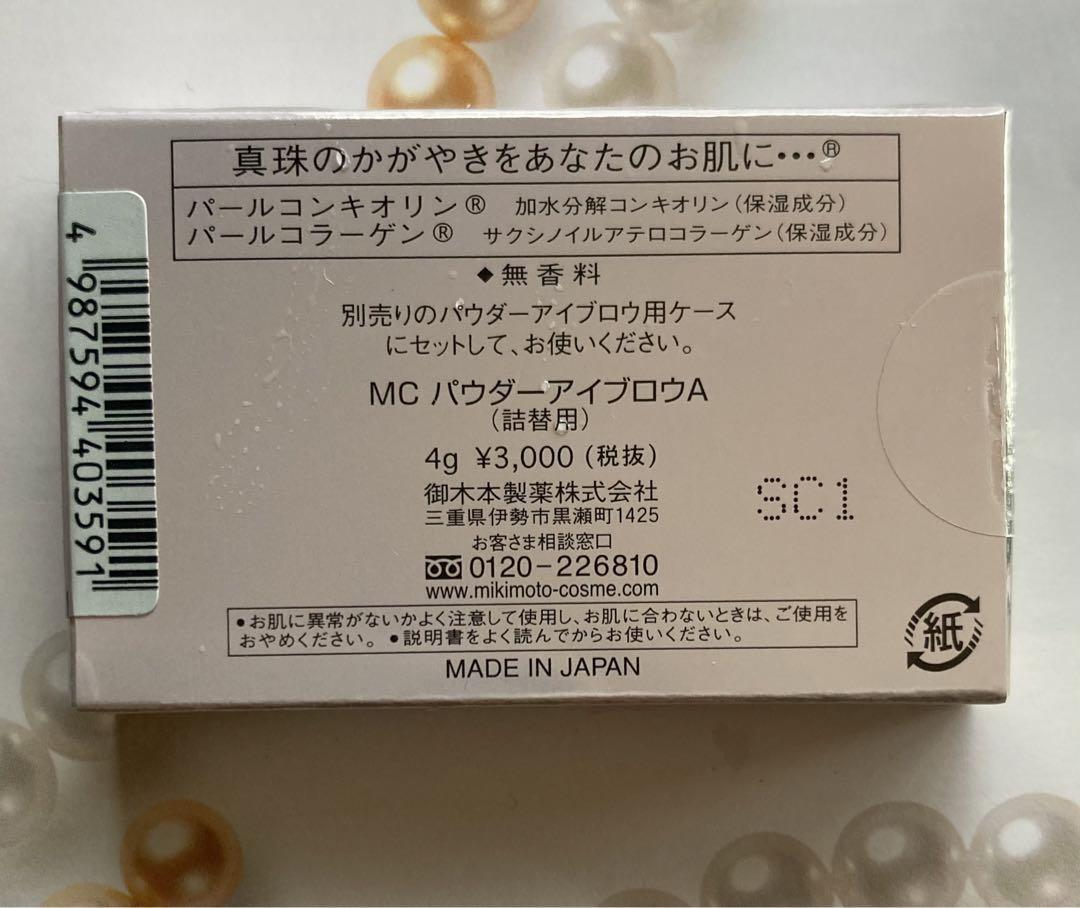 真珠のかがやきをあなたのお肌に…®
パールコンキオリン® 加水分解コンキオリン(保湿成分)
パールコラーゲン® サクシノイルアテロコラーゲン(保湿成分)
◆無香料
別売りのパウダーアイブロウ用ケース
にセットして、お使いください。
MC パウダーアイブロウA
(詰替用)
4g ¥3,000(税抜)
御木本製薬株式会社
三重県伊勢市黒瀬町1425
お客さま相談窓口
0120-226810
www.mikimoto-cosme.com
●お肌に異常がないかよく注意して使用し、お肌に合わないときは、ご使用を
おやめください。●説明書をよく読んでからお使いください。
MADE IN JAPAN
SC1
紙
4 987594 403591